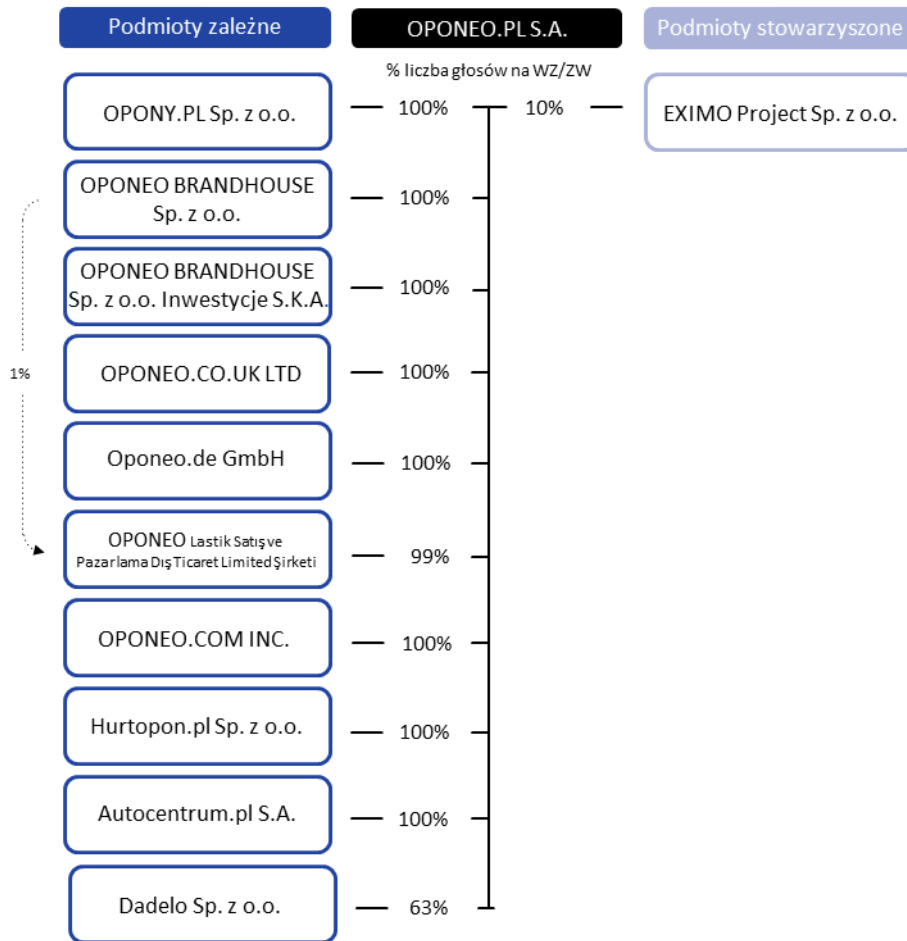 Podmioty zależne
OPONEO.PL S.A.
Podmioty stowarzyszone
% liczba głosów na WZ/ZW
OPONY.PL Sp. z o.o.
100%
10%
EXIMO Project Sp. z o.o.
OPONEO BRANDHOUSE
Sp. z o.o.
100%
OPONEO BRANDHOUSE
Sp. z o.o. Inwestycje S.K.A.
100%
1%
OPONEO.CO.UK LTD
100%
Oponeo.de GmbH
100%
OPONEO Lastik Satış ve
Pazarlama Dış Ticaret Limited Şirketi
99%
OPONEO.COM INC.
100%
Hurtopon.pl Sp. z o.o.
100%
Autocentrum.pl S.A.
100%
Dadelo Sp. z o.o.
63%